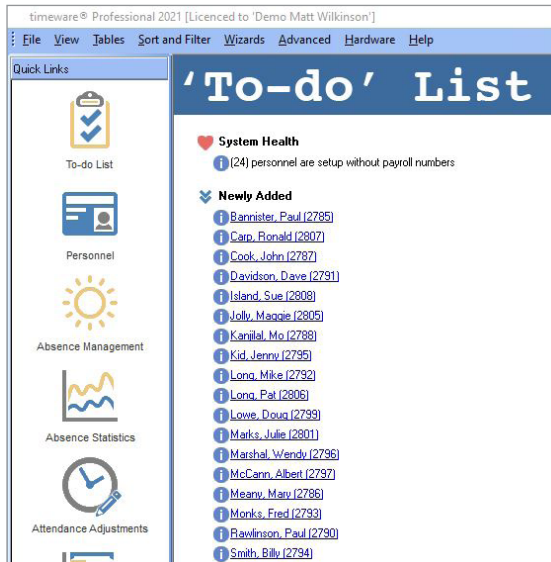 timeware® Professional 2021 [Licenced to 'Demo Matt Wilkinson']
File View Tables Sort and Filter Wizards Advanced Hardware Help
Quick Links
To-do List
Personnel
Absence Management
Absence Statistics
Attendance Adjustments
‘To-do’ List
System Health
(24) personnel are setup without payroll numbers
Newly Added
Bannister, Paul (2785)
Carp, Ronald (2807)
Cook, John (2787)
Davidson, Dave (2791)
Island, Sue (2808)
Jolly, Maggie (2805)
Kanjilal, Mo (2788)
Kid, Jenny (2795)
Long, Mike (2792)
Long, Pat (2806)
Lowe, Doug (2799)
Marks, Julie (2801)
Marshal, Wendy (2796)
McCann, Albert (2797)
Meany, Mary (2786)
Monks, Fred (2793)
Rawlinson, Paul (2790)
Smith, Billy (2794)